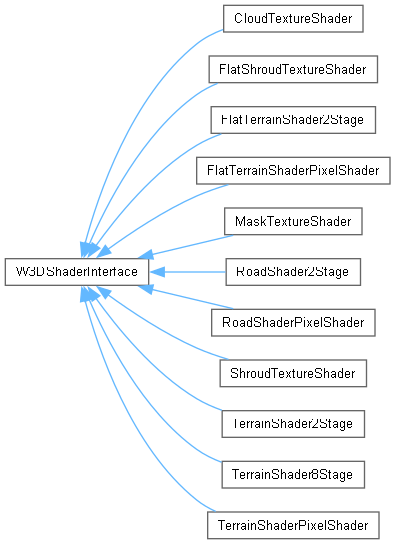 CloudTextureShader
FlatShroudTextureShader
FlatTerrainShader2Stage
FlatTerrainShaderPixelShader
MaskTextureShader
W3DShaderInterface
RoadShader2Stage
RoadShaderPixelShader
ShroudTextureShader
TerrainShader2Stage
TerrainShader8Stage
TerrainShaderPixelShader